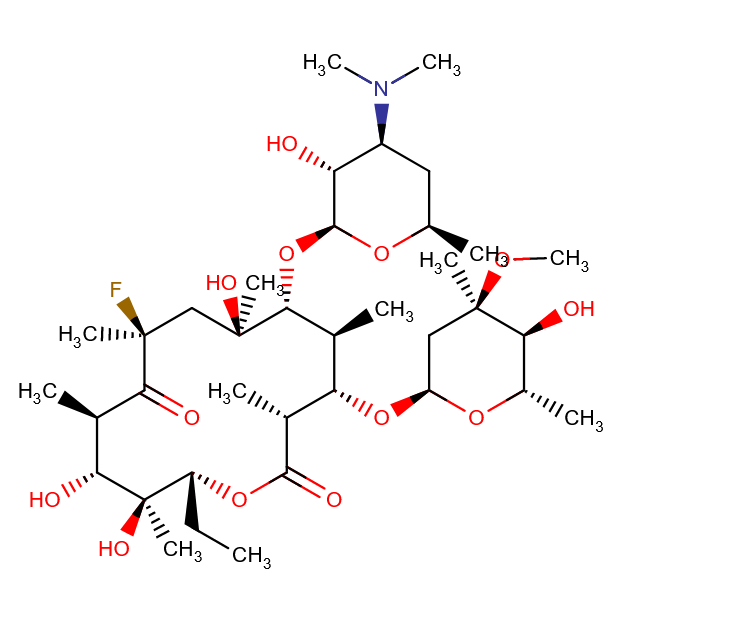 H3C CH3
N
HO
O O
H3C CH3 O CH3
HO CH3
F OH
H3C CH3
H3C H3C
O O O CH3
HO O O
HO CH3 CH3